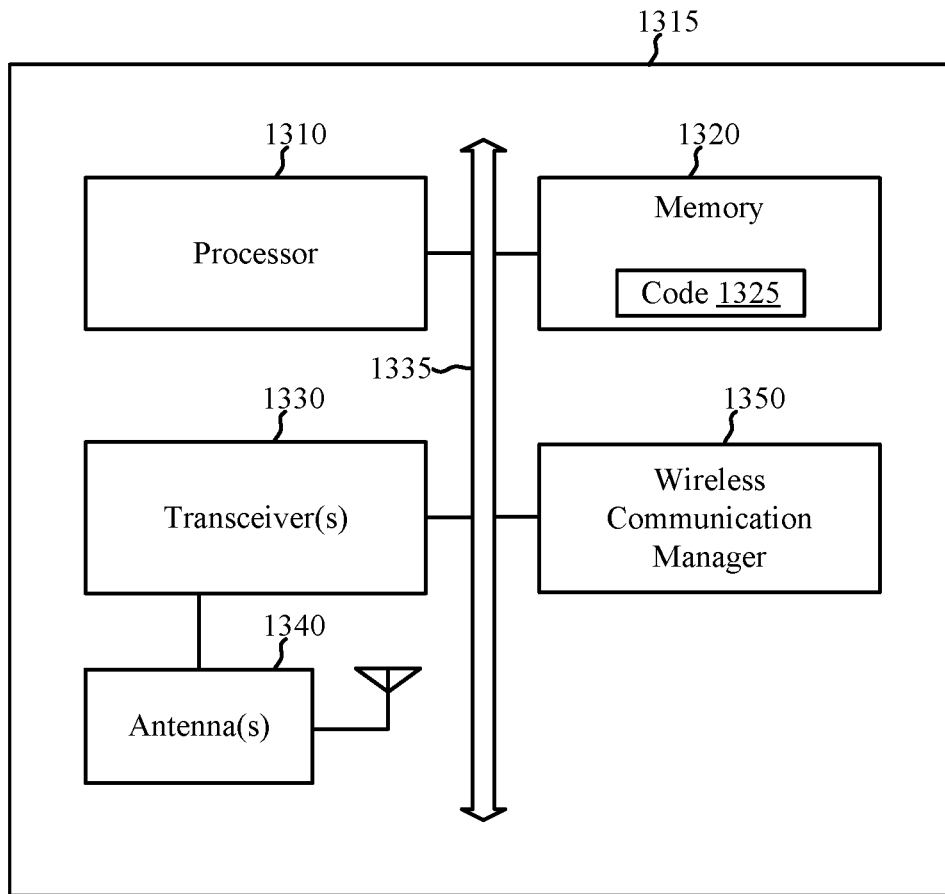 1315
1310
Processor
1320
Memory
Code 1325
1335
1330
Transceiver(s)
1350
Wireless
Communication
Manager
1340
Antenna(s)